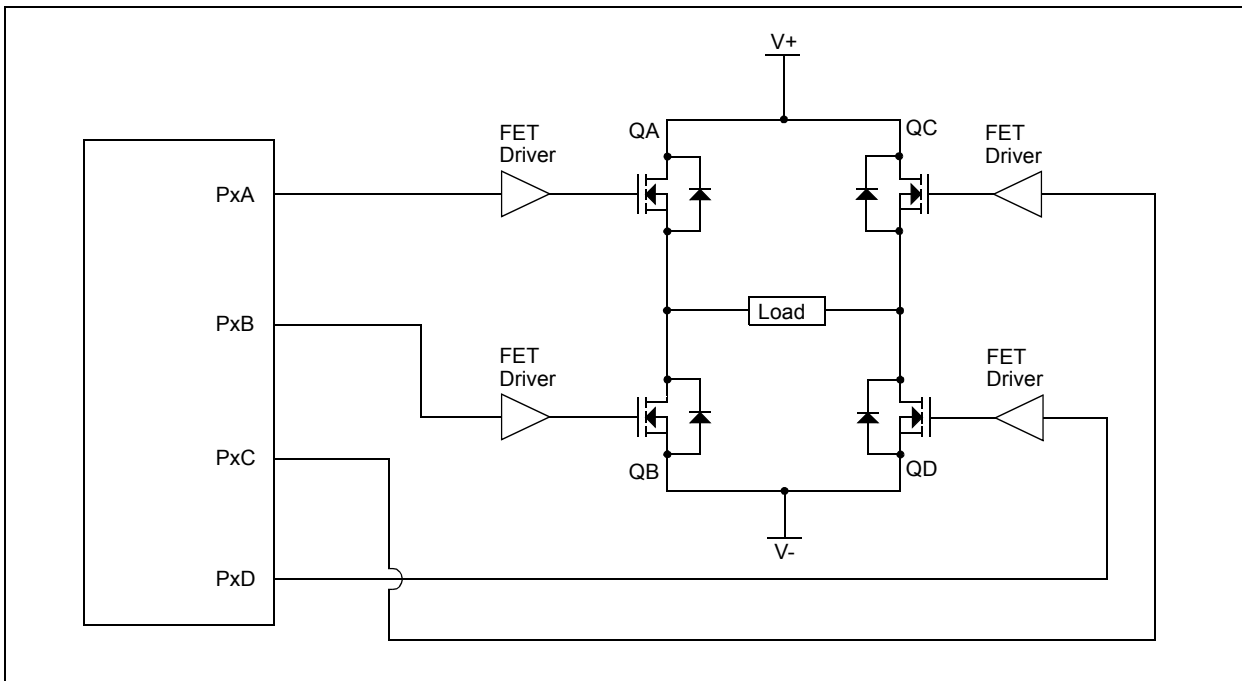 V+
QA
QC
FET
Driver
FET
Driver
PxA
Load
PxB
FET
Driver
FET
Driver
PxC
QB
QD
V-
PxD